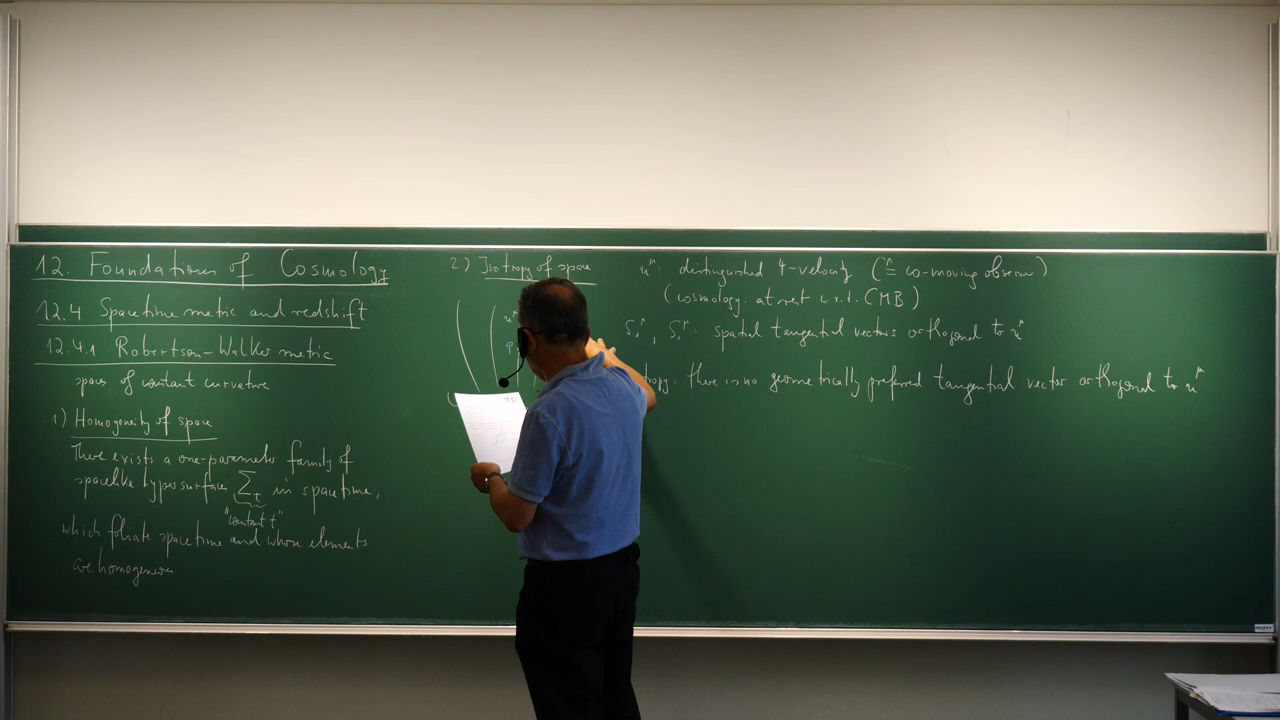 12. Foundations of Cosmology
12.4 Spacetime metric and redshift
12.4.1 Robertson-Walker metric
spaces of constant curvature
1) Homogeneity of space
There exists a one-parameter family of
spacelike hypersurfaces Σ_t in spacetime,
"constant t"
which foliate spacetime and whose elements
are homogeneous
2) Isotropy of space
u^μ
u^μ: distinguished 4-velocity (≙ co-moving observer)
(cosmology: at rest w.r.t. CMB)
spatial tangential vectors orthogonal to u^μ
tropy: there is no geometrically preferred tangential vector orthogonal to u^μ